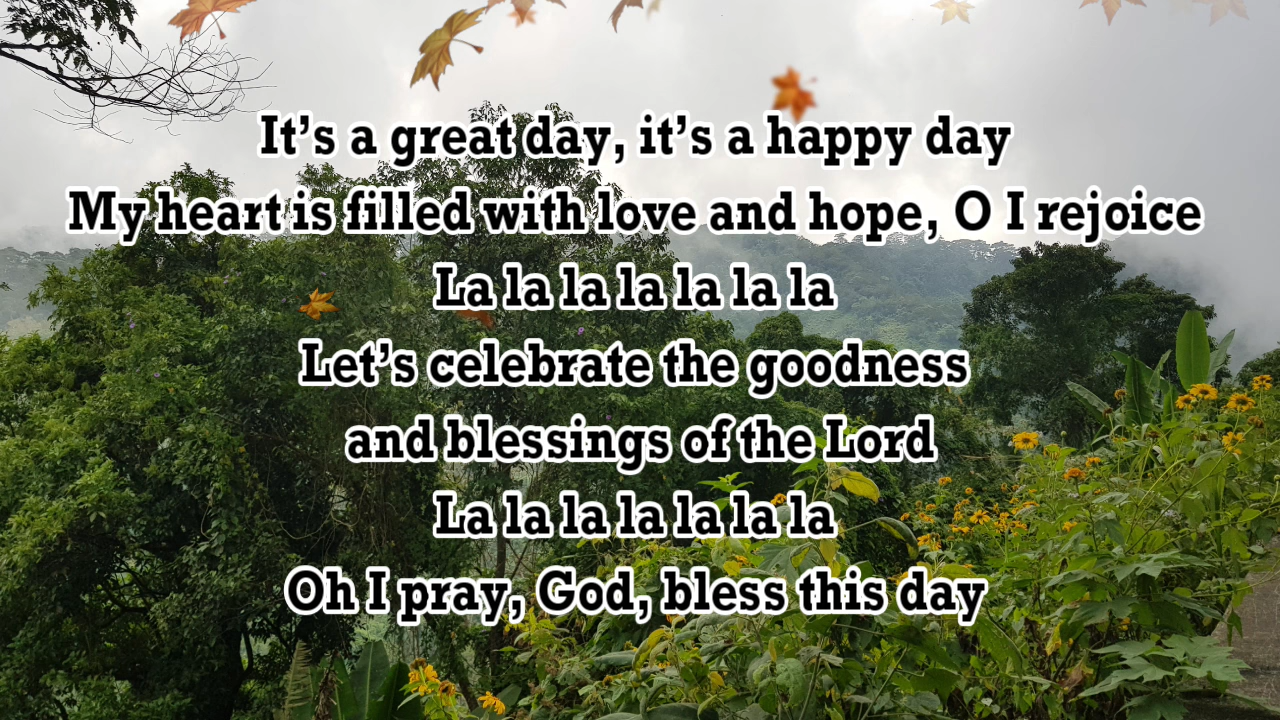 It’s a great day, it’s a happy day
My heart is filled with love and hope, O I rejoice
La la la la la la la
Let’s celebrate the goodness
and blessings of the Lord
La la la la la la la
Oh I pray, God, bless this day